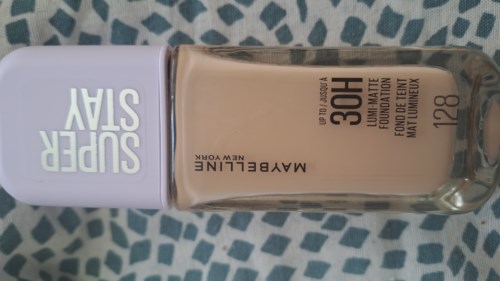 SUPER
STAY
MAYBELLINE
NEW YORK
UP TO / JUSQU'À
30H
LUMI-MATTE
FOUNDATION
FOND DE TEINT
MAT LUMINEUX
128